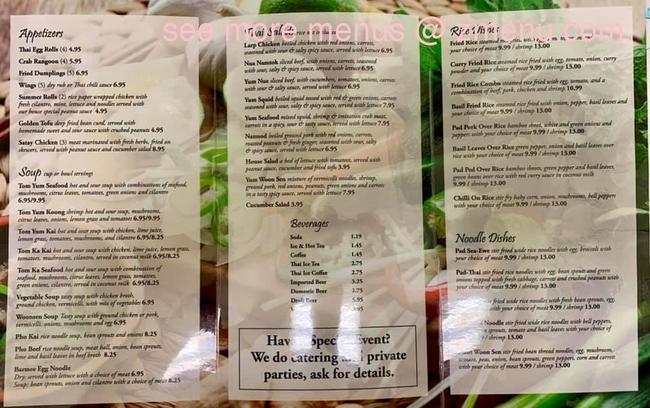 see more menus @ zmenu.com
Appetizers
Thai Egg Rolls (4) 4.95
Crab Rangoon (4) 5.95
Fried Dumplings (5) 6.95
Wings (5) dry rub or Thai chili sauce 6.95
Summer Rolls (2) rice paper wrapped chicken with
fresh cilantro, mint, lettuce and noodles served with
our house special peanut sauce 4.95
Golden Tofu deep fried bean curd, served with
homemade sweet and sour sauce with crushed peanuts 4.95
Satay Chicken (3) meat marinated with fresh herbs, fried on
skewers, served with peanut sauce and cucumber salad 8.95
Soup cup or bowl servings
Tom Yum Seafood hot and sour soup with combinations of seafood,
mushrooms, citrus leaves, tomatoes, green onions and cilantro
6.95/9.95
Tom Yum Koong shrimp hot and sour soup, mushrooms,
citrus leaves, onions, lemon grass and tomatoes 6.95/9.95
Tom Yum Kai hot and sour soup with chicken, lime juice,
lemon grass, tomatoes, mushrooms, and cilantro 6.95/8.25
Tom Ka Kai hot and sour soup with chicken, lime juice, lemon grass,
tomatoes, mushrooms, cilantro, served in coconut milk 6.95/8.25
Tom Ka Seafood hot and sour soup with combination of
seafood, mushrooms, citrus leaves, lemon grass, tomatoes,
green onions, cilantro, served in coconut milk 6.95/8.25
Vegetable Soup tasty soup with chicken broth,
ground chicken, vermicelli, with mix of vegetables 6.95
Woonsen Soup Tasty soup with ground chicken or pork,
vermicelli, onions, mushrooms and egg 6.95
Pho Kai rice noodle soup, bean sprouts and onions 8.25
Pho Beef rice noodle soup, meat ball, onion, bean sprouts,
lime and basil leaves in beef broth 8.25
Bamee Egg Noodle
Dry: served with lettuce with a choice of meat 6.95
Soup: bean sprouts, onion and cilantro with a choice of meat 8.25
Thai Salads
Larp Chicken boiled chicken with red onions, carrots,
seasoned with sour, salty & spicy sauce, served with lettuce 6.95
Nua Namtok sliced beef, with onions, carrots, seasoned
with sour, salty & spicy sauce, served with lettuce 6.95
Yum Nua sliced beef, with cucumbers, tomatoes, onions, with
sour & salty sauce, served with lettuce 6.95
Yum Squid boiled squid tossed with red & green onions, carrots
seasoned with sour, salty & spicy sauce, served with lettuce 7.95
Yum Seafood mixed squid, shrimp & imitation crab meat,
carrots in a spicy, sour & tasty sauce, served with lettuce 7.95
Namsod boiled ground pork with red onions, carrots,
roasted peanuts & fresh ginger, seasoned with sour, salty
& spicy sauce, served with lettuce 6.95
House Salad a bed of lettuce with tomatoes, served with
peanut sauce, cucumber and fried tofu 3.95
Yum Woon Sen mixture of vermicelli noodles, shrimp,
ground pork, red onions, peanuts, green onions and carrots
in a tasty spicy sauce, served with lettuce 7.95
Cucumber Salad 3.95
Beverages
Soda 1.19
Ice & Hot Tea 1.45
Coffee 1.45
Thai Ice Tea 2.75
Thai Ice Coffee 2.75
Imported Beer 3.25
Domestic Beer 2.75
Draft Beer 5.95
Have Special Event?
We do catering and private
parties, ask for details.
Rice Dishes
Fried Rice steamed rice fried with egg, tomato, onions,
your choice of meat 9.99 / shrimp 13.00
Curry Fried Rice steamed rice fried with egg, tomato, onion, curry
powder and your choice of meat 9.99 / shrimp 13.00
Fried Rice Combo steamed rice fried with egg, tomato, and a
combination of beef, pork, chicken and shrimp 10.99
Basil Fried Rice steamed rice fried with onion, pepper, basil leaves and
your choice of meat 9.99 / shrimp 13.00
Pad Pork Over Rice bamboo shoots, white and green onions and
your choice of meat 9.99 / shrimp 13.00
Basil Leaves Over Rice green pepper, onion and basil leaves over
rice with your choice of meat 9.99 / shrimp 13.00
Pad Ped Over Rice bamboo shoots, green pepper and basil leaves,
green beans over rice with red curry sauce in coconut milk
9.99 / shrimp 13.00
Chilli Osu Rice stir fry baby corn, onions, mushrooms, bell peppers
with your choice of meat 9.99 / shrimp 13.00
Noodle Dishes
Pad Sea-Ewe stir fried wide rice noodles with egg, broccoli with
your choice of meat 9.99 / shrimp 13.00
Pad-Thai stir fried rice noodles with egg, bean sprouts and green
onions topped with fresh cabbage, carrots and crushed peanuts with
your choice of meat 9.99 / shrimp 13.00
fried wide rice noodles with fresh bean sprouts, egg,
your choice of meat 9.99 / shrimp 13.00
Noodle stir fried wide rice noodles with bell peppers,
sprouts, tomato and basil leaves with your choice of
meat 9.99 / shrimp 13.00
Woon Sen stir fried bean thread noodles, egg, mushroom,
tomato, peas, onion, bean sprouts, green peppers, corn and carrots
with choice of meat 9.99 / shrimp 13.00